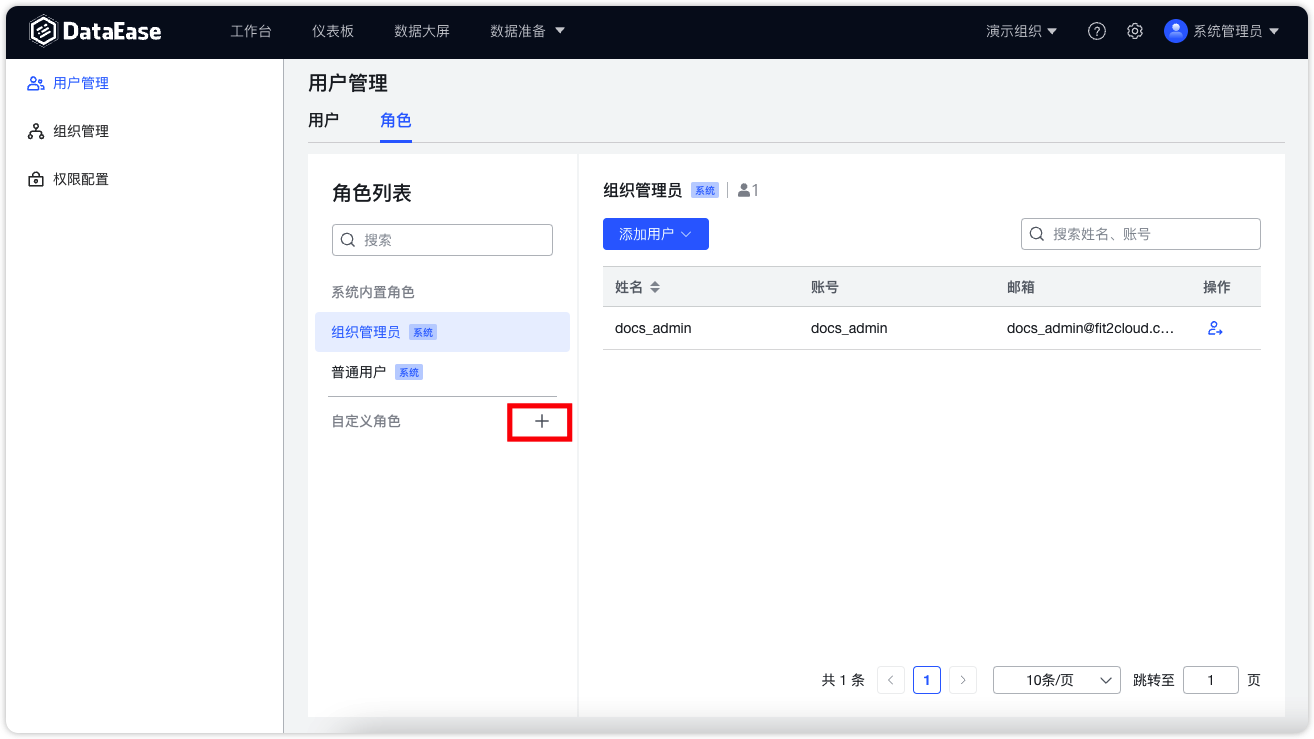 DataEase 工作台 仪表板 数据大屏 数据准备 演示组织 ? 系统管理员
用户管理
组织管理
权限配置
用户管理
用户 角色
角色列表
搜索
系统内置角色
组织管理员 系统
普通用户 系统
自定义角色
组织管理员 系统 1
添加用户 搜索姓名、账号
姓名 账号 邮箱 操作
docs_admin docs_admin docs_admin@fit2cloud.c...
共 1 条 1 10条/页 跳转至 1 页